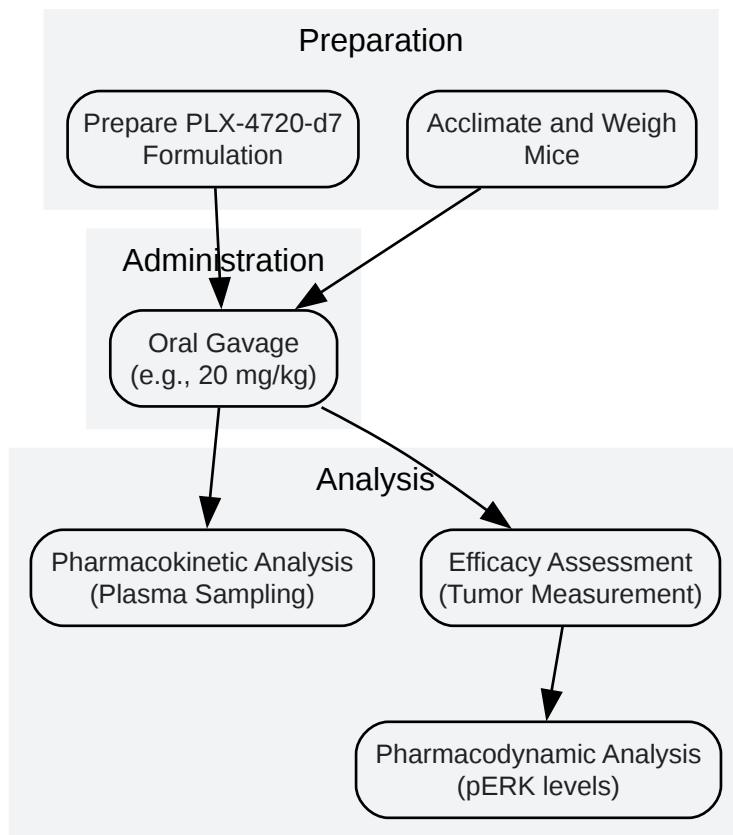 Preparation
Prepare PLX-4720-d7
Formulation
Acclimate and Weigh
Mice
Administration
Oral Gavage
(e.g., 20 mg/kg)
Analysis
Pharmacokinetic Analysis
(Plasma Sampling)
Efficacy Assessment
(Tumor Measurement)
Pharmacodynamic Analysis
(pERK levels)